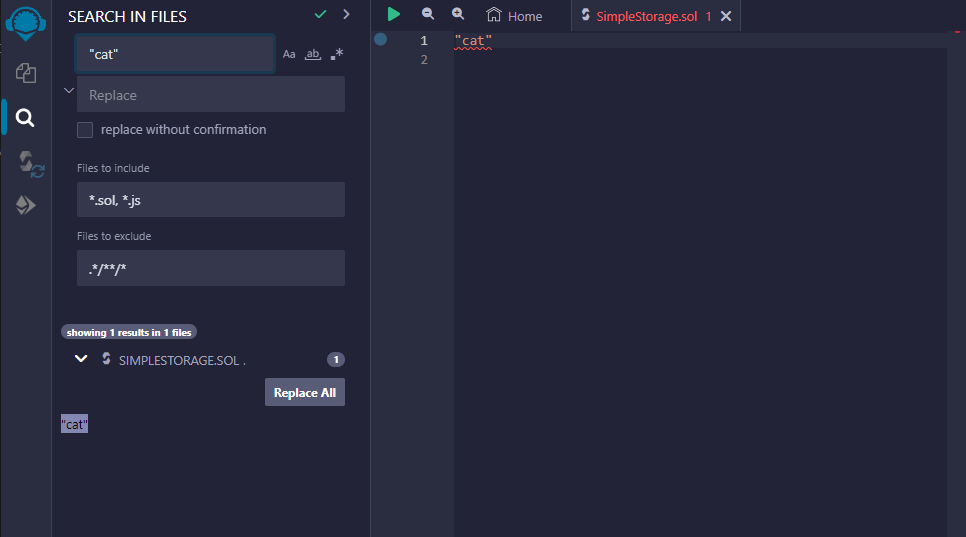 SEARCH IN FILES
"cat"
Aa ab .*
Replace
replace without confirmation
Files to include
*.sol, *.js
Files to exclude
.*/**/*
showing 1 results in 1 files
SIMPLESTORAGE.SOL . 1
Replace All
"cat"
Home SimpleStorage.sol 1
1 "cat"
2